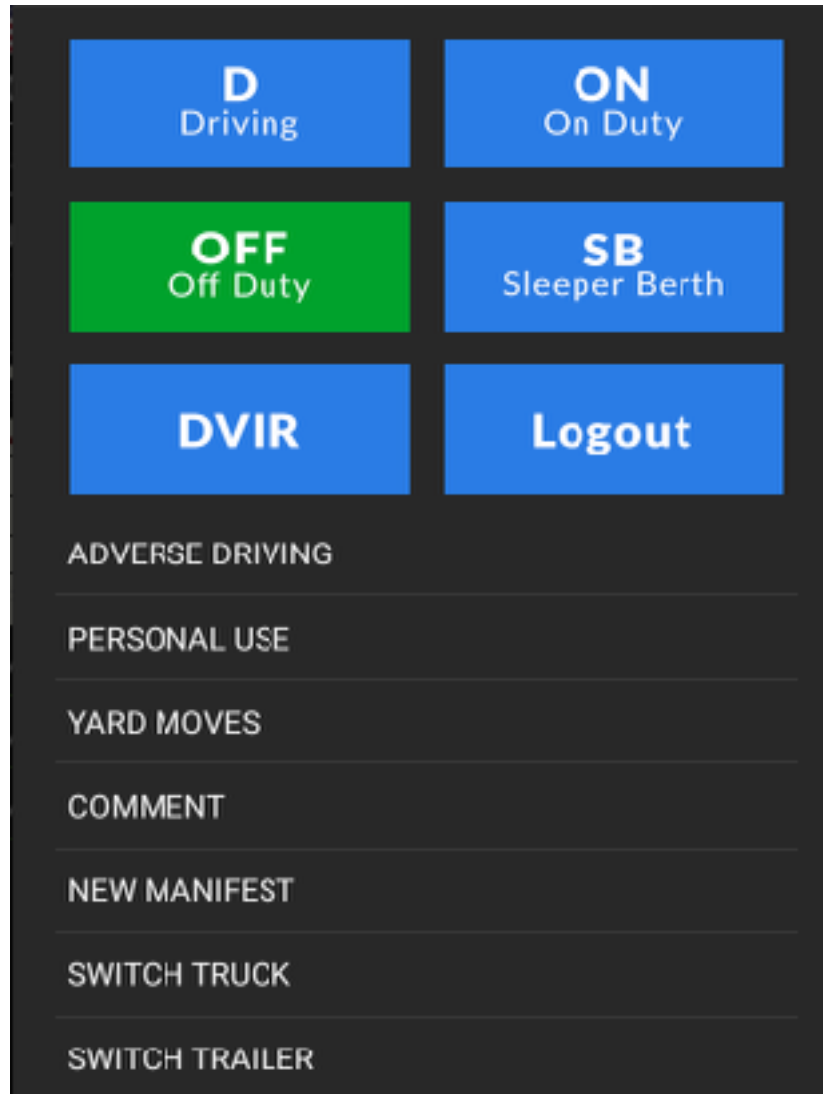 D
Driving
ON
On Duty
OFF
Off Duty
SB
Sleeper Berth
DVIR
Logout
ADVERSE DRIVING
PERSONAL USE
YARD MOVES
COMMENT
NEW MANIFEST
SWITCH TRUCK
SWITCH TRAILER